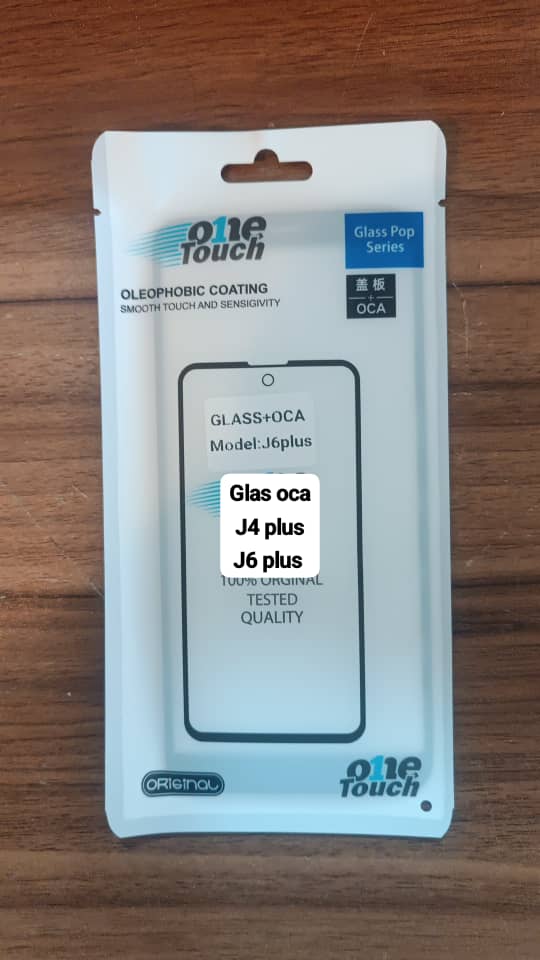 one
Touch
Glass Pop
Series
OLEOPHOBIC COATING
SMOOTH TOUCH AND SENSIGIVITY
盖板
+
OCA
GLASS+OCA
Model:J6plus
Glas oca
J4 plus
J6 plus
100% ORGINAL
TESTED
QUALITY
ORIGINAL
one
Touch